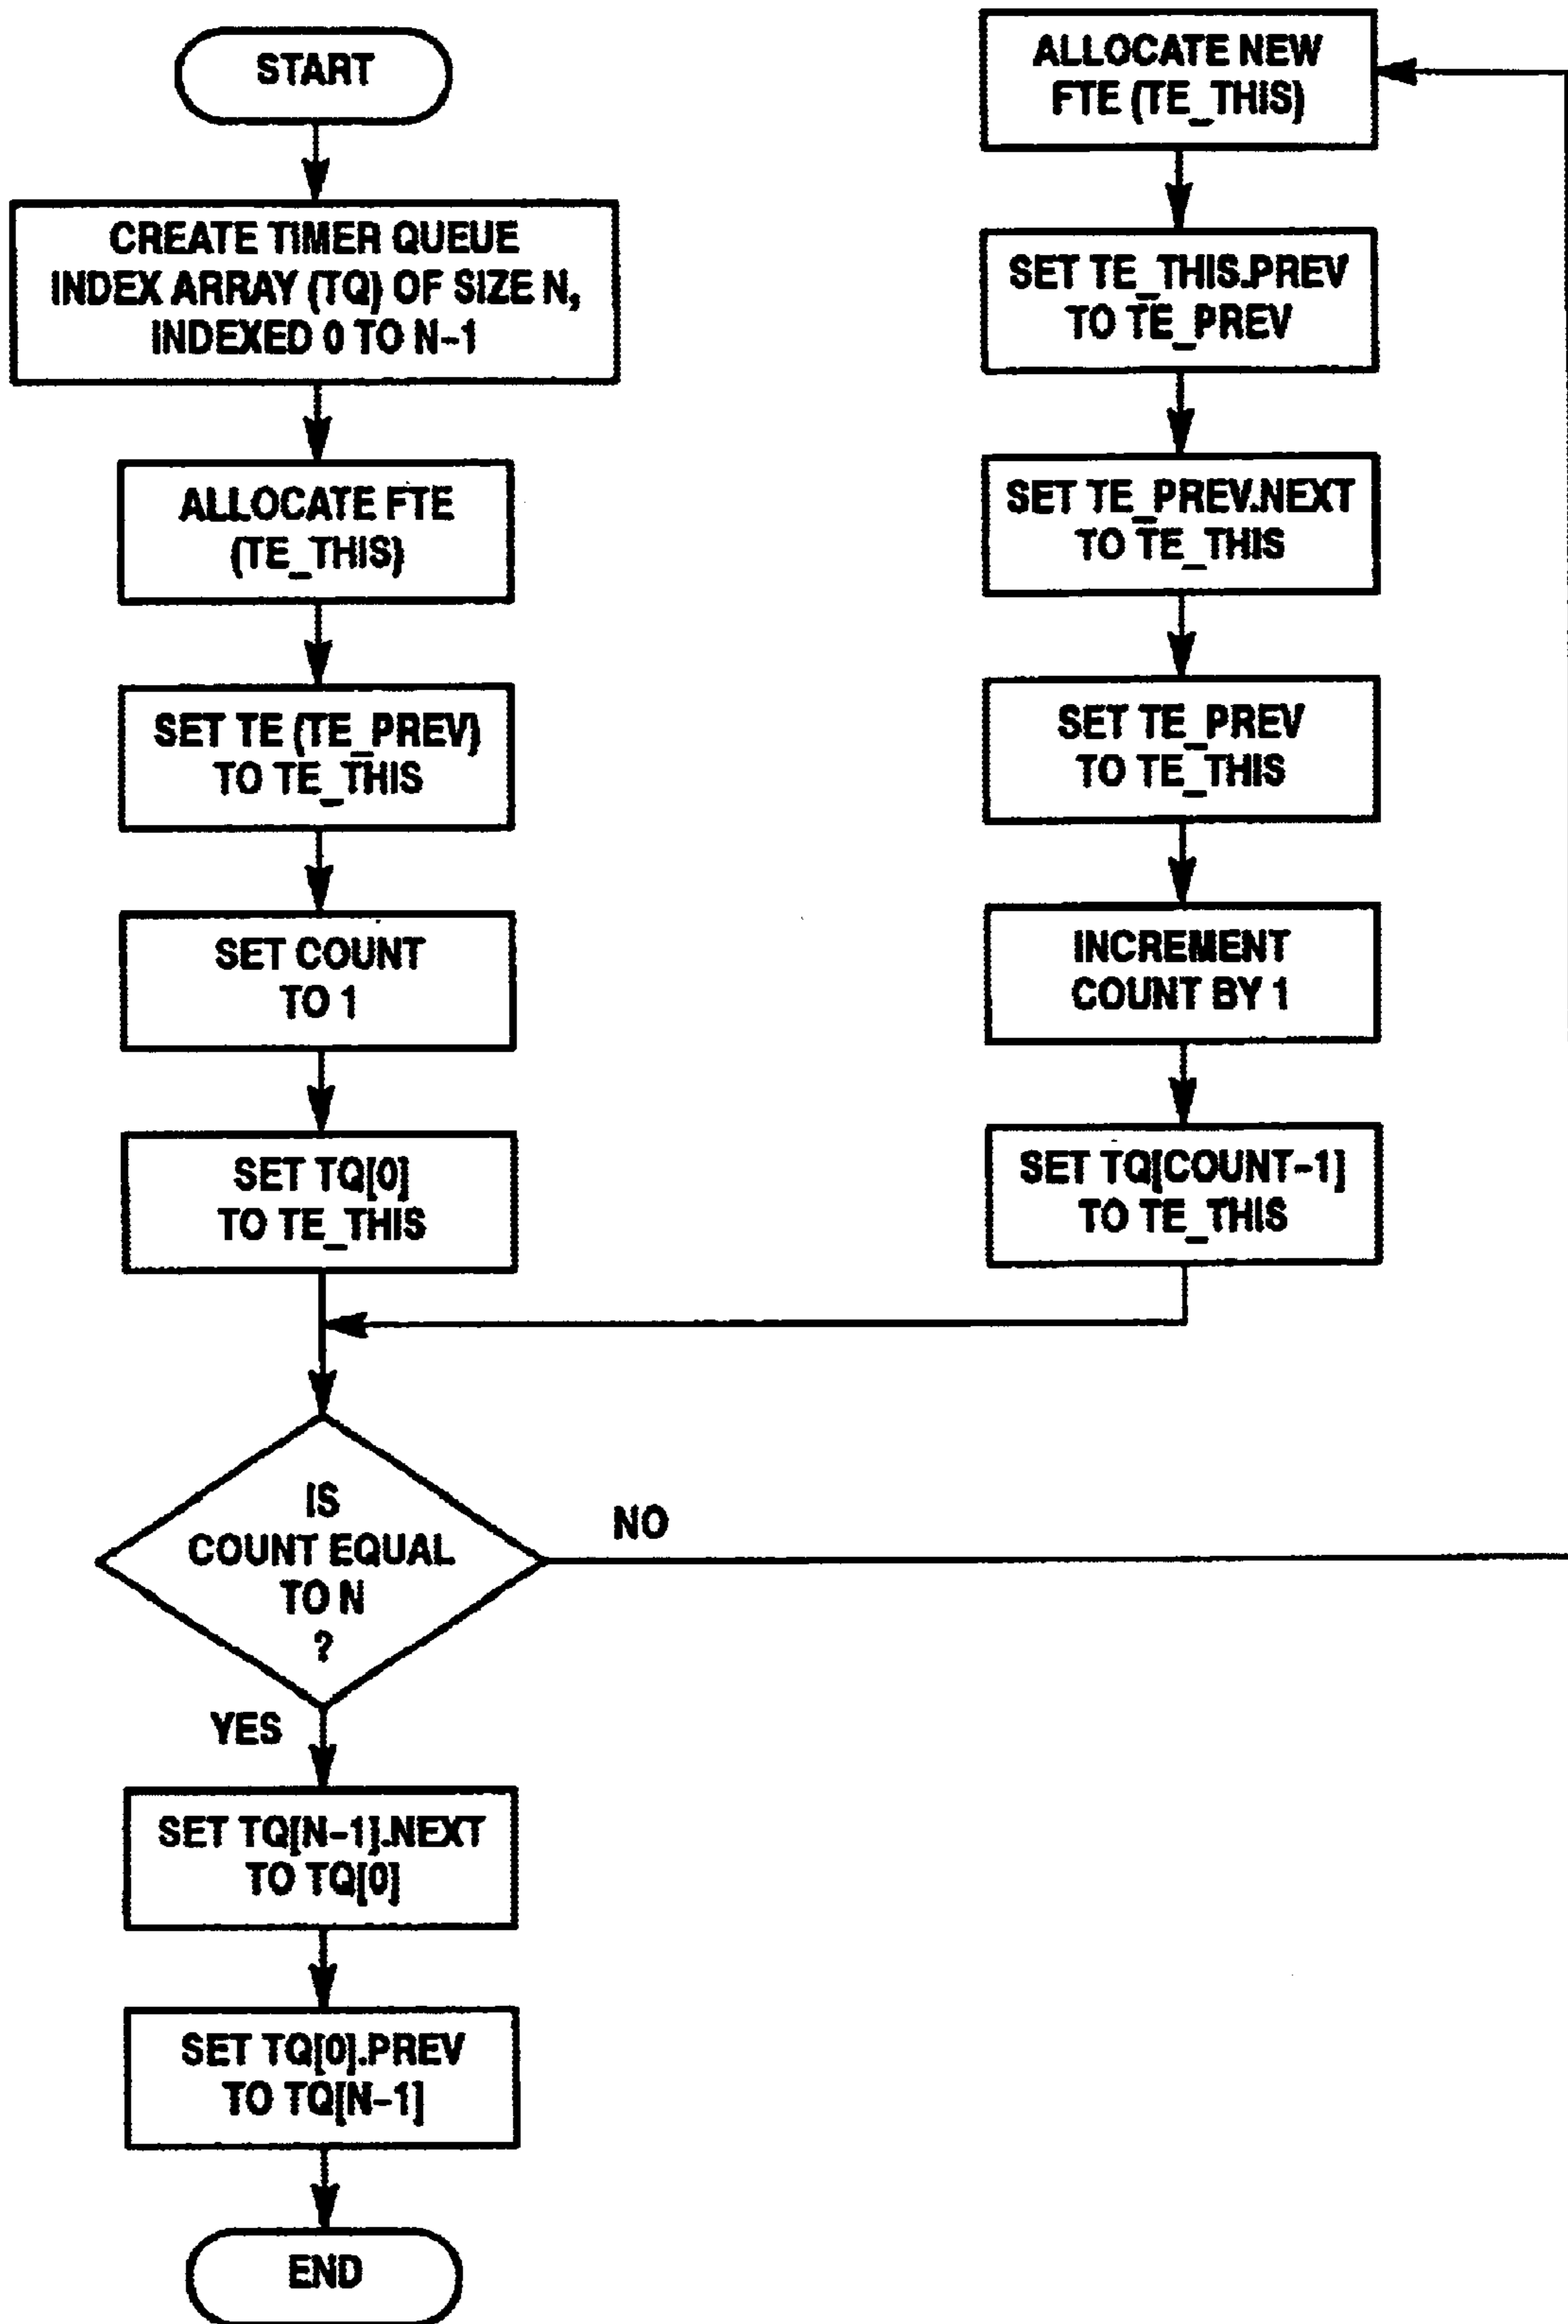 START
CREATE TIMER QUEUE
INDEX ARRAY (TQ) OF SIZE N,
INDEXED 0 TO N-1
ALLOCATE FTE
(TE_THIS)
SET TE (TE_PREV)
TO TE_THIS
SET COUNT
TO 1
SET TQ[0]
TO TE_THIS
IS
COUNT EQUAL
TO N
?
NO
YES
SET TQ[N-1].NEXT
TO TQ[0]
SET TQ[0].PREV
TO TQ[N-1]
END
ALLOCATE NEW
FTE (TE_THIS)
SET TE_THIS.PREV
TO TE_PREV
SET TE_PREV.NEXT
TO TE_THIS
SET TE_PREV
TO TE_THIS
INCREMENT
COUNT BY 1
SET TQ[COUNT-1]
TO TE_THIS